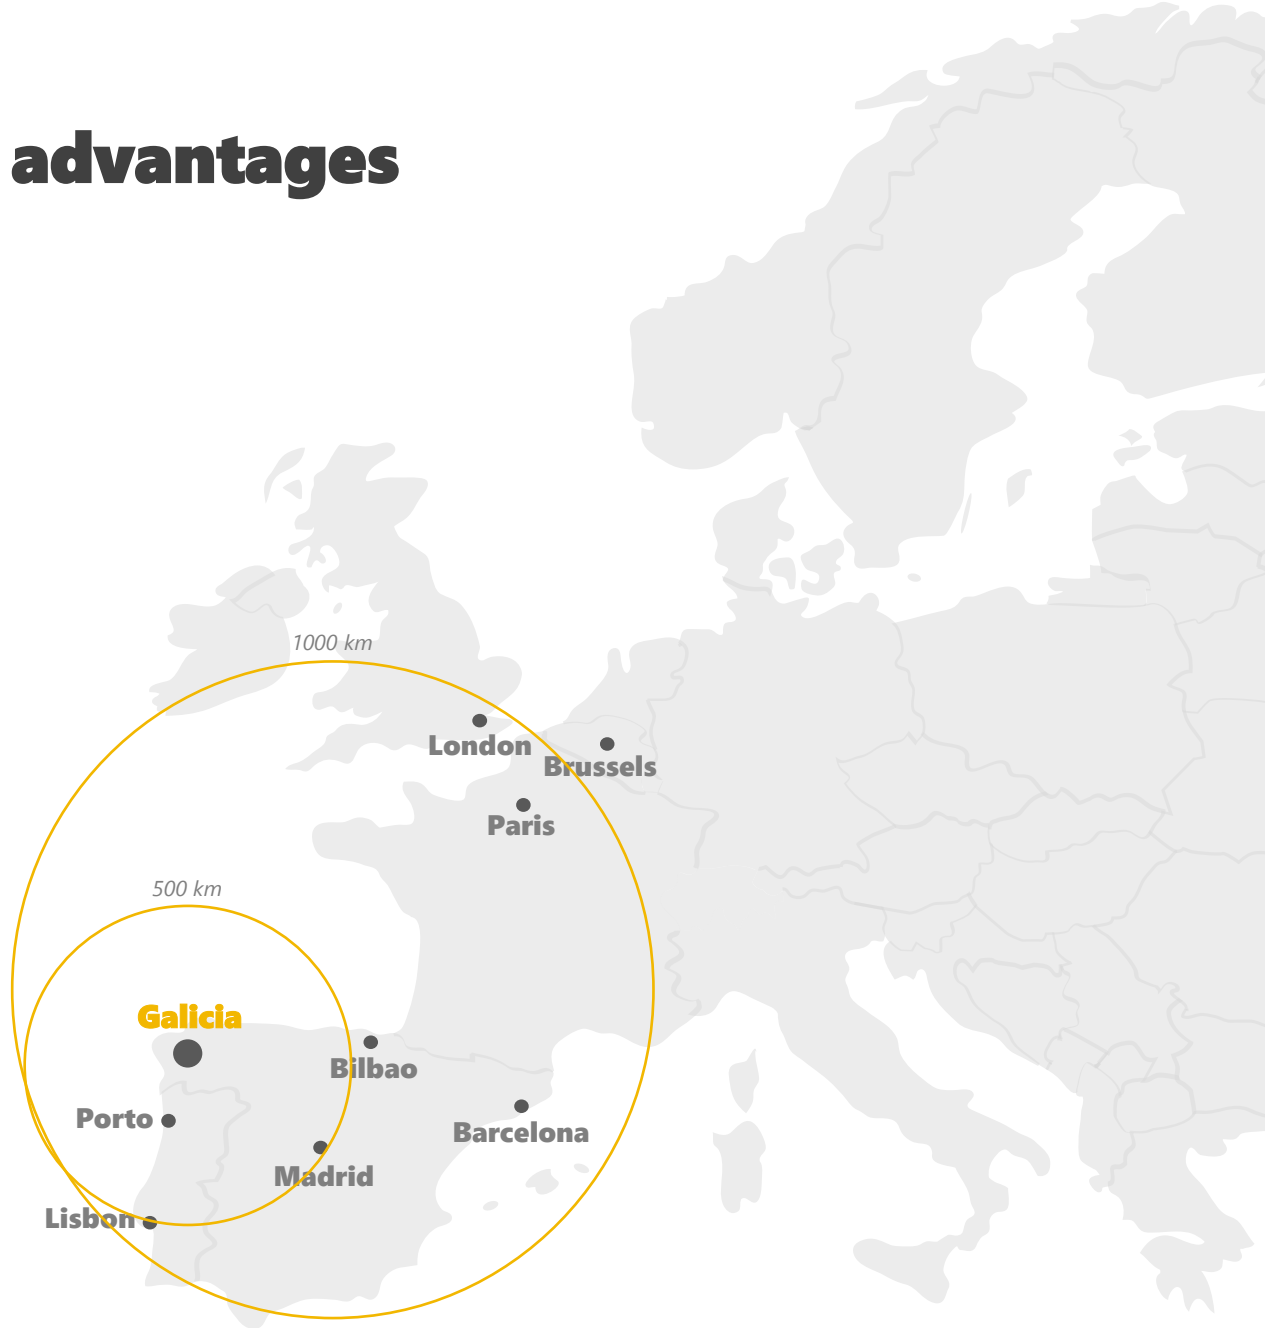 advantages
1000 km
London
Brussels
Paris
500 km
Galicia
Bilbao
Porto
Barcelona
Madrid
Lisbon